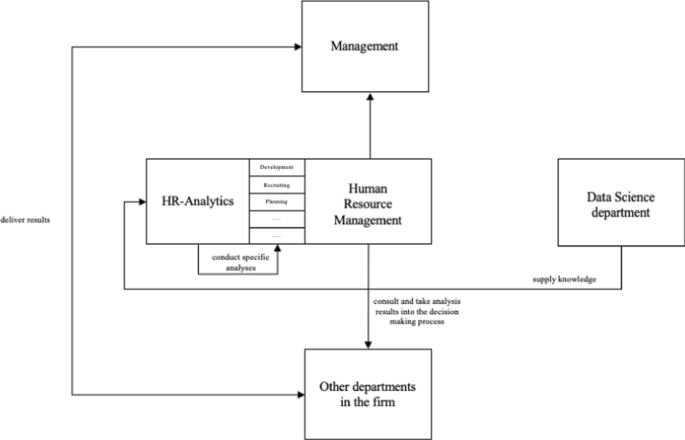 Management
deliver results
HR-Analytics
Development
Recruiting
Planning
.....
.....
Human
Resource
Management
Data Science
department
conduct specific
analyses
supply knowledge
consult and take analysis
results into the decision
making process
Other departments
in the firm